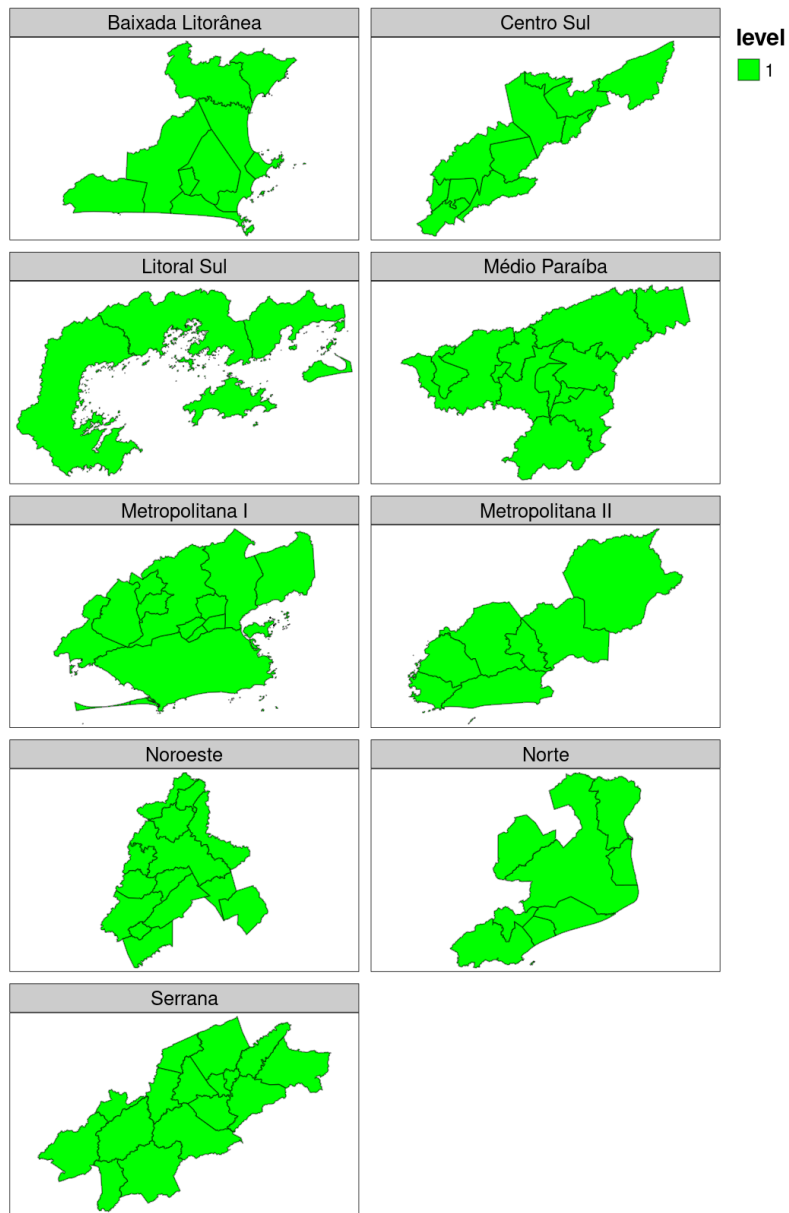 Baixada Litorânea
Centro Sul
level
1
Litoral Sul
Médio Paraíba
Metropolitana I
Metropolitana II
Noroeste
Norte
Serrana